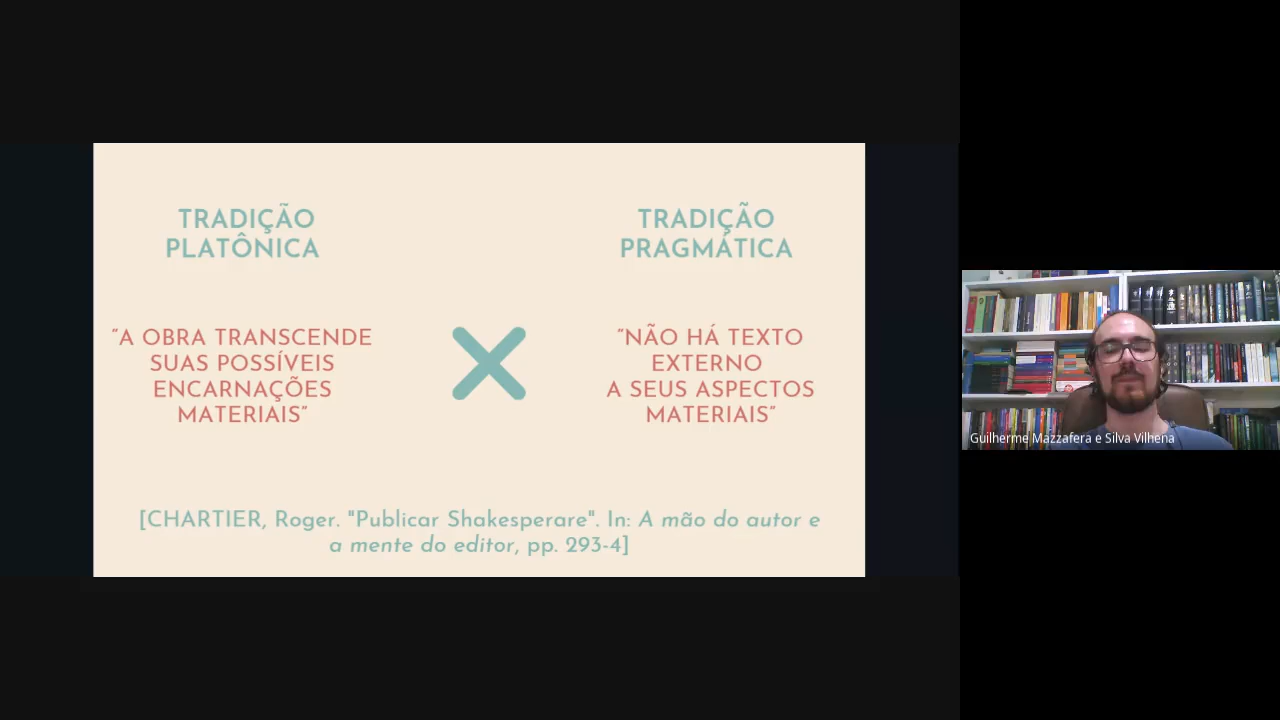 TRADIÇÃO
PLATÔNICA
“A OBRA TRANSCENDE
SUAS POSSÍVEIS
ENCARNAÇÕES
MATERIAIS”
TRADIÇÃO
PRAGMÁTICA
“NÃO HÁ TEXTO
EXTERNO
A SEUS ASPECTOS
MATERIAIS”
[CHARTIER, Roger. "Publicar Shakesperare". In: A mão do autor e
a mente do editor, pp. 293-4]
Guilherme Mazzafera e Silva Vilhena